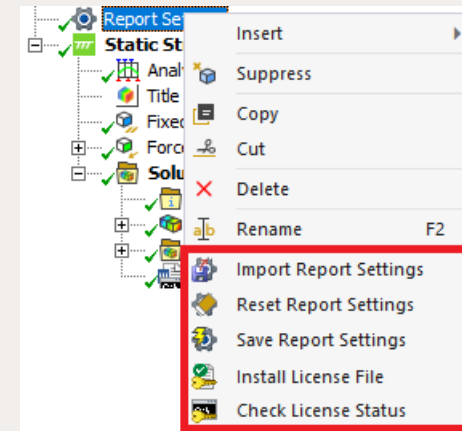 Report Se
Static St
Anal
Title
Fixed
Force
Solu
Insert
Suppress
Copy
Cut
Delete
Rename F2
Import Report Settings
Reset Report Settings
Save Report Settings
Install License File
Check License Status